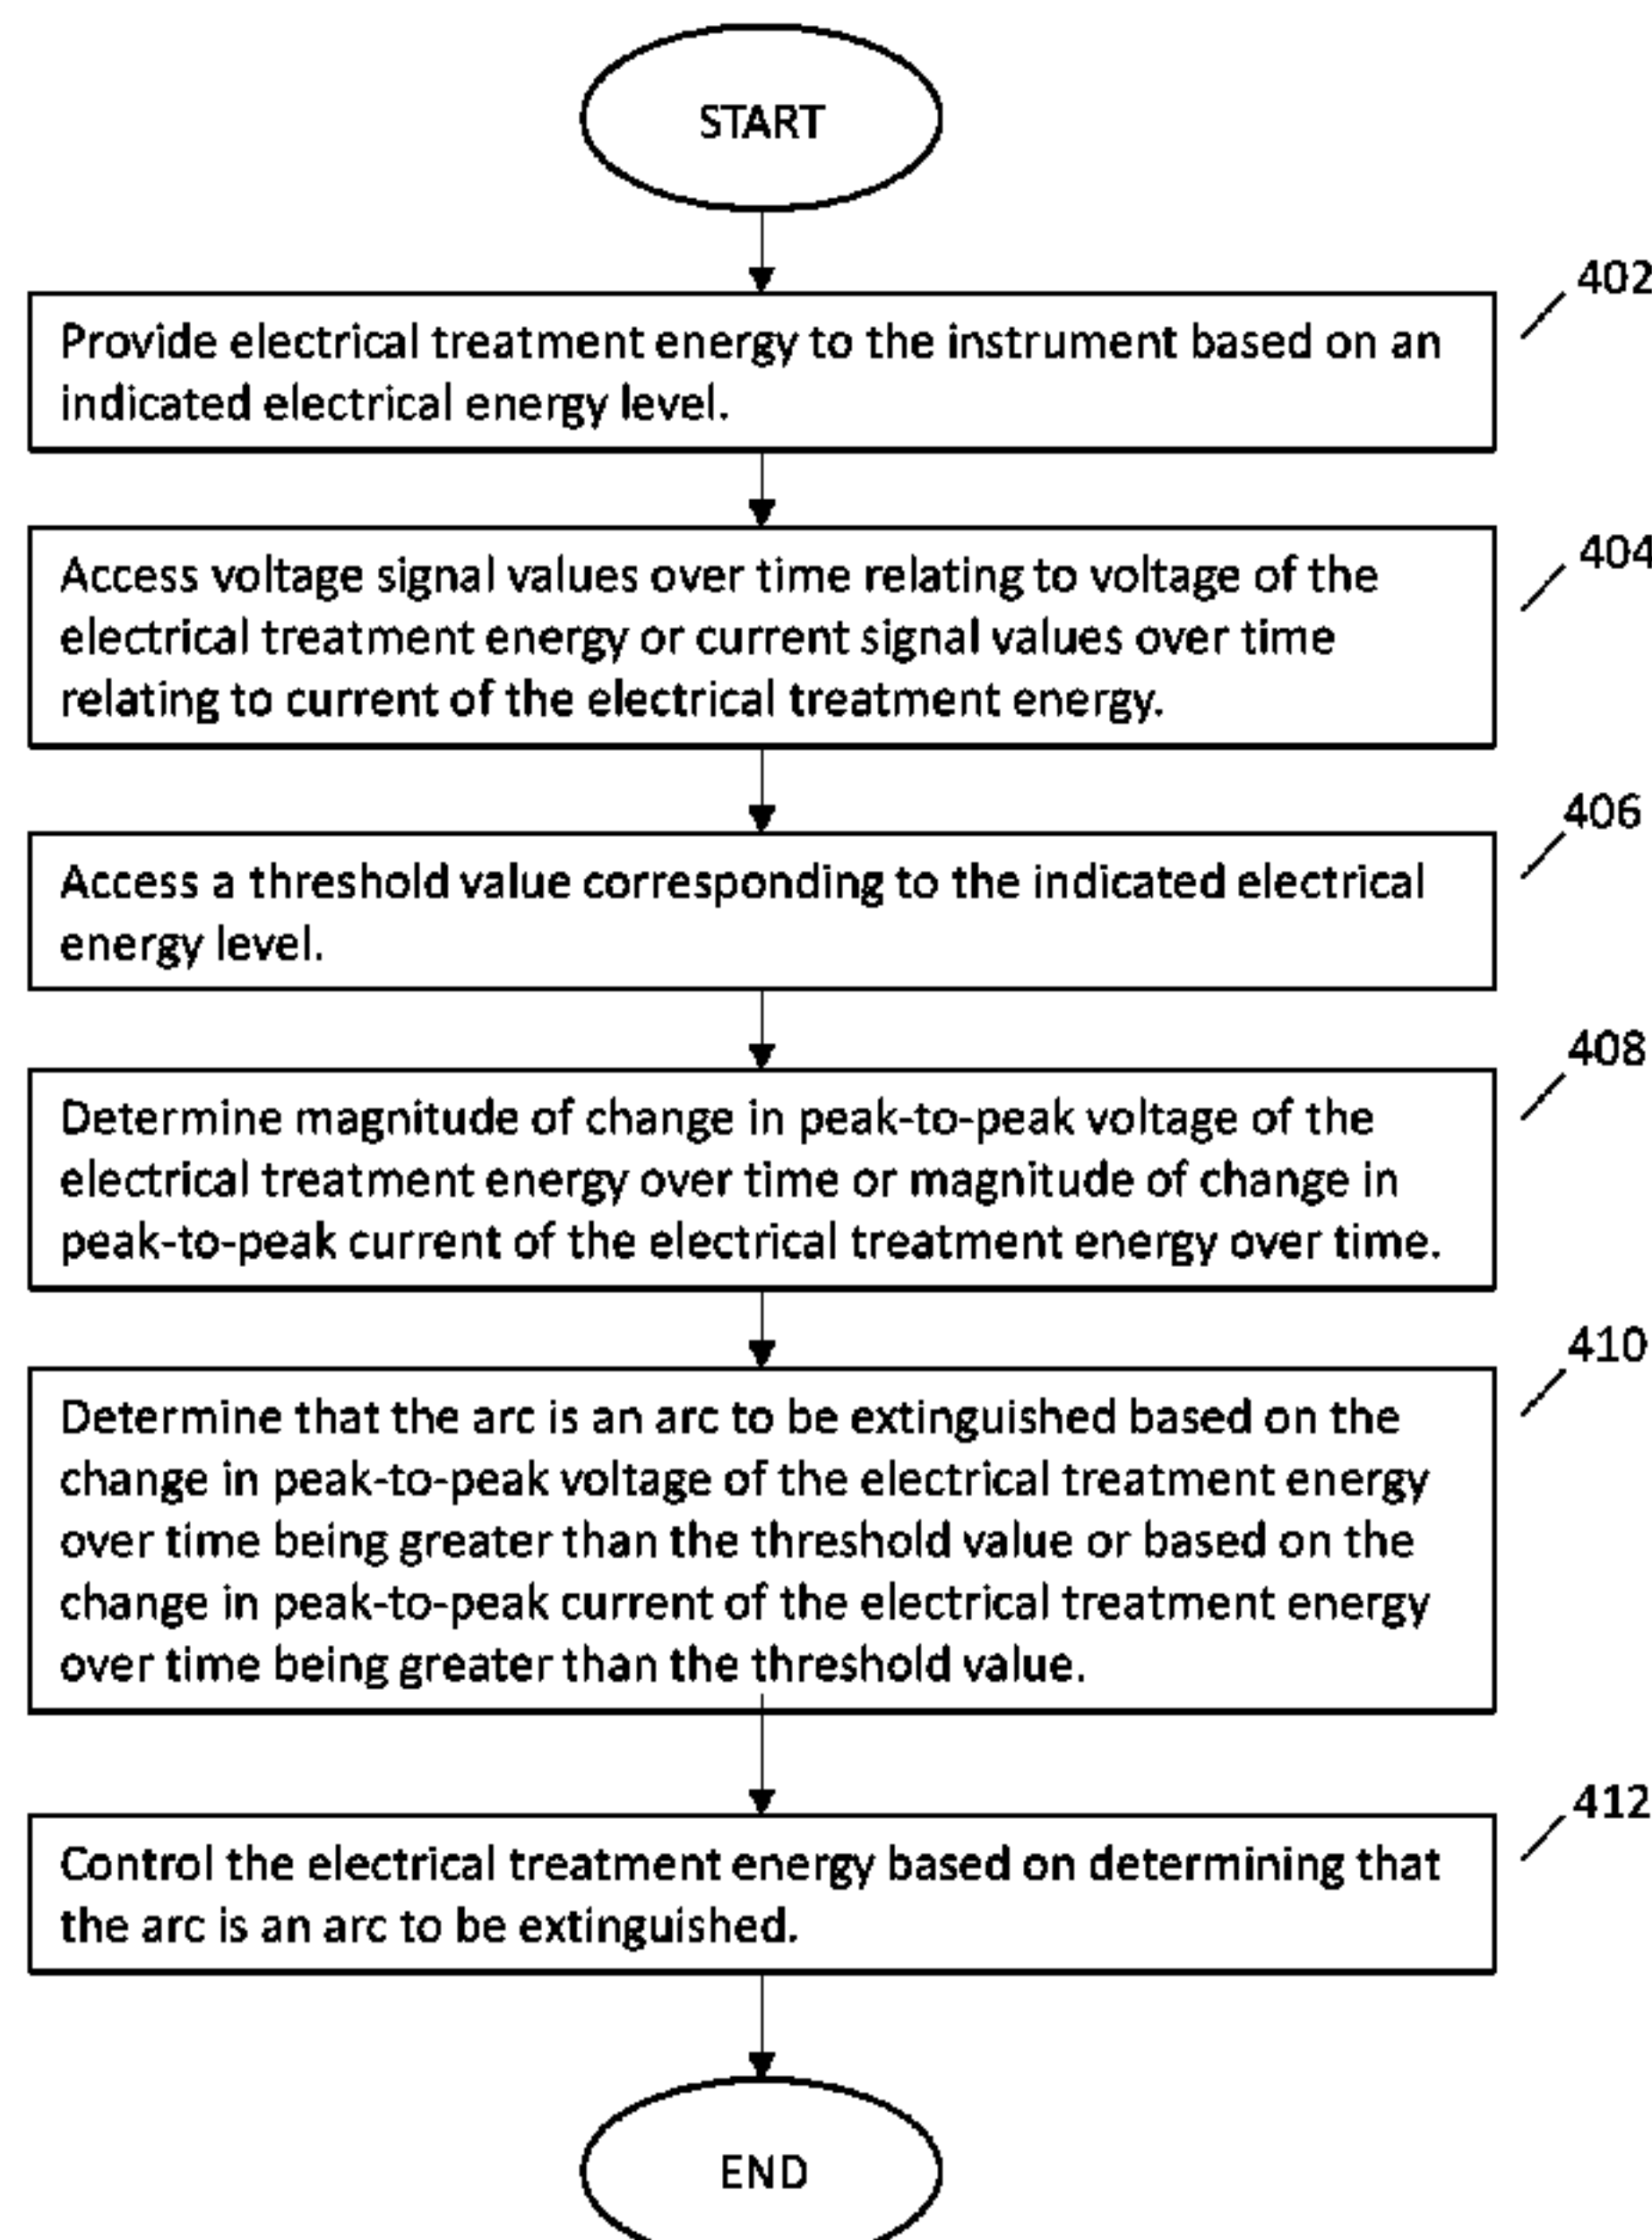 START
402
Provide electrical treatment energy to the instrument based on an
indicated electrical energy level.
404
Access voltage signal values over time relating to voltage of the
electrical treatment energy or current signal values over time
relating to current of the electrical treatment energy.
406
Access a threshold value corresponding to the indicated electrical
energy level.
408
Determine magnitude of change in peak-to-peak voltage of the
electrical treatment energy over time or magnitude of change in
peak-to-peak current of the electrical treatment energy over time.
410
Determine that the arc is an arc to be extinguished based on the
change in peak-to-peak voltage of the electrical treatment energy
over time being greater than the threshold value or based on the
change in peak-to-peak current of the electrical treatment energy
over time being greater than the threshold value.
412
Control the electrical treatment energy based on determining that
the arc is an arc to be extinguished.
END